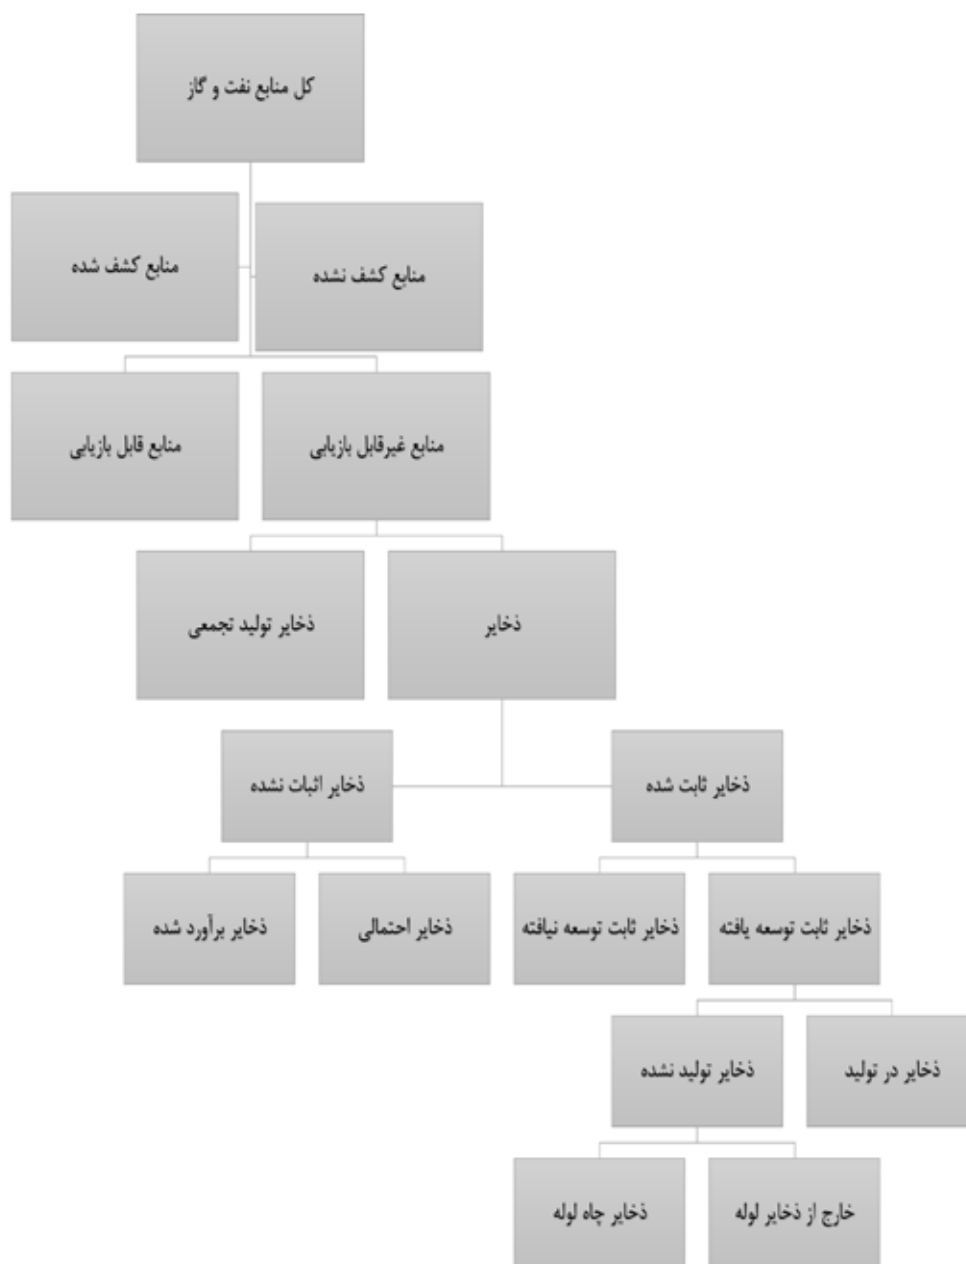 کل منابع نفت و گاز
منابع کشف نشده
منابع کشف شده
منابع غیرقابل بازیابی
منابع قابل بازیابی
ذخایر
ذخایر تولید تجمعی
ذخایر ثابت شده
ذخایر اثبات نشده
ذخایر ثابت توسعه یافته
ذخایر ثابت توسعه نیافته
ذخایر احتمالی
ذخایر برآورد شده
ذخایر در تولید
ذخایر تولید نشده
خارج از ذخایر لوله
ذخایر چاه لوله